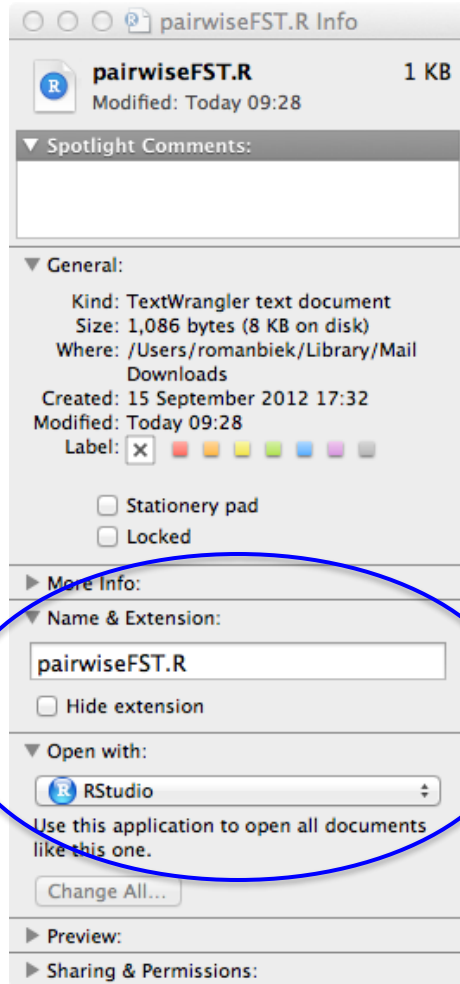 pairwiseFST.R Info
pairwiseFST.R 1 KB
Modified: Today 09:28
Spotlight Comments:
General:
Kind: TextWrangler text document
Size: 1,086 bytes (8 KB on disk)
Where: /Users/romanbiek/Library/Mail
Downloads
Created: 15 September 2012 17:32
Modified: Today 09:28
Label:
Stationery pad
Locked
More Info:
Name & Extension:
pairwiseFST.R
Hide extension
Open with:
R RStudio
Use this application to open all documents
like this one.
Change All...
Preview:
Sharing & Permissions: